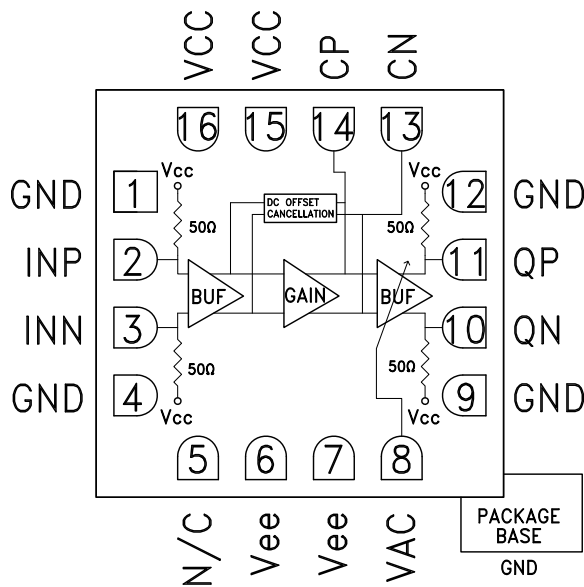 VCC VCC CP CN
16 15 14 13
GND 1 Vcc Vcc 12 GND
DC OFFSET
CANCELLATION
50Ω 50Ω
INP 2 11 QP
BUF GAIN BUF
INN 3 10 QN
50Ω 50Ω
GND 4 9 GND
Vcc Vcc
5 6 7 8
N/C Vee Vee VAC
PACKAGE
BASE
GND